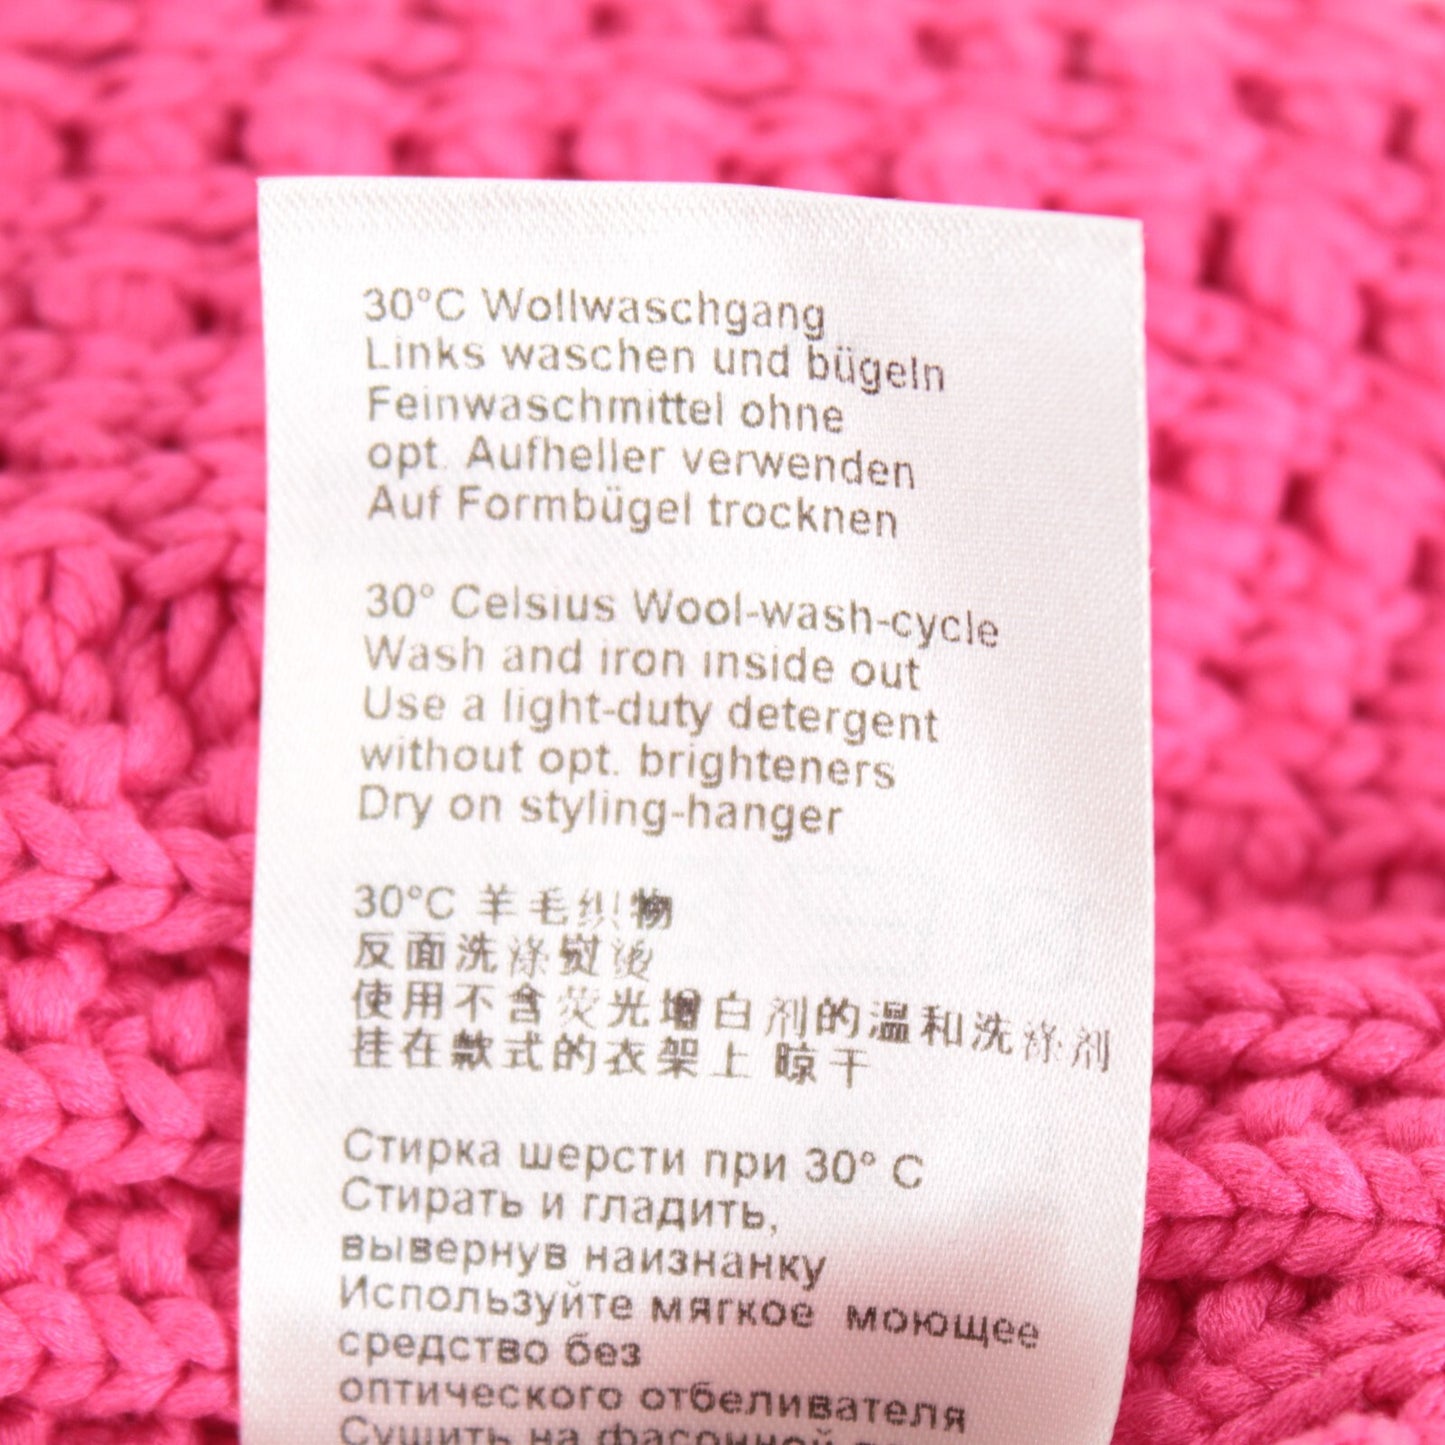 30°C Wollwaschgang
Links waschen und bügeln
Feinwaschmittel ohne
opt. Aufheller verwenden
Auf Formbügel trocknen
30° Celsius Wool-wash-cycle
Wash and iron inside out
Use a light-duty detergent
without opt. brighteners
Dry on styling-hanger
30°C 羊毛织物
反面洗涤熨烫
使用不含荧光增白剂的温和洗涤剂
挂在款式的衣架上 晾干
Стирка шерсти при 30° C
Стирать и гладить,
вывернув наизнанку
Используйте мягкое моющее
средство без
оптического отбеливателя
Сушить на фасонной